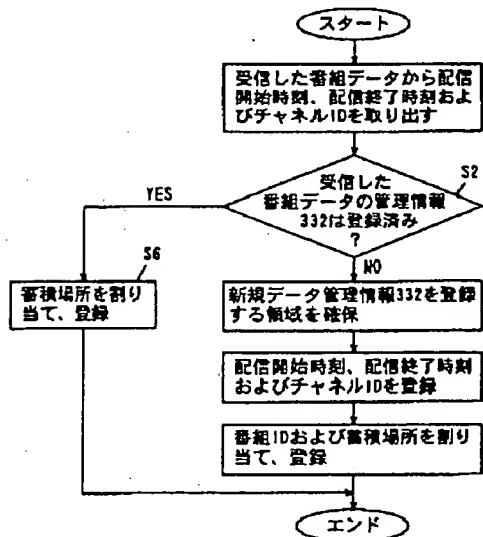 スタート
受信した番組データから配信
開始時刻、配信終了時刻およ
びチャネルIDを取り出す
S2
受信した
番組データの管理情報
332は登録済み
?
YES
NO
S6
蓄積場所を割り
当て、登録
新規データ管理情報332を登録
する領域を確保
配信開始時刻、配信終了時刻
およびチャネルIDを登録
番組IDおよび蓄積場所を割り
当て、登録
エンド